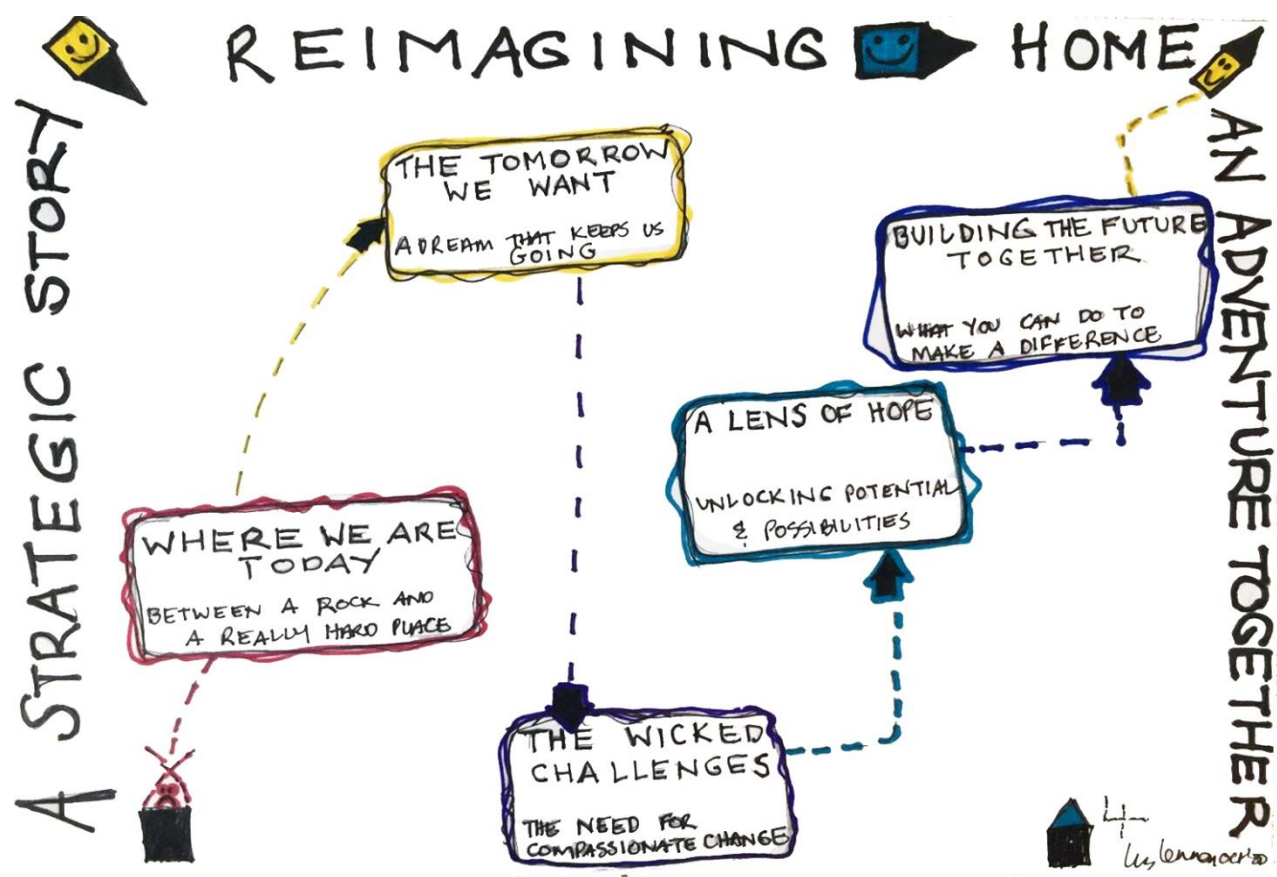 REIMAGINING HOME
A STRATEGIC STORY
AN ADVENTURE TOGETHER
THE TOMORROW
WE WANT
A DREAM THAT KEEPS US
GOING
BUILDING THE FUTURE
TOGETHER
WHAT YOU CAN DO TO
MAKE A DIFFERENCE
A LENS OF HOPE
UNLOCKING POTENTIAL
& POSSIBILITIES
WHERE WE ARE
TODAY
BETWEEN A ROCK AND
A REALLY HARD PLACE
THE WICKED
CHALLENGES
THE NEED FOR
COMPASSIONATE CHANGE